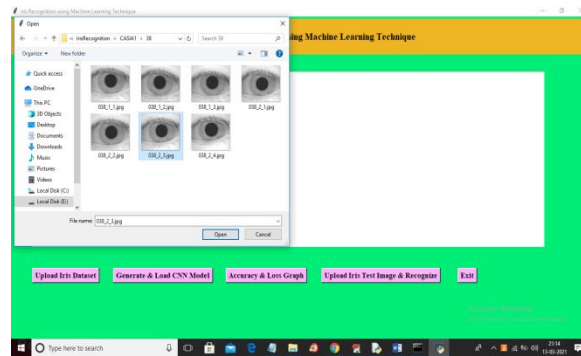 Iris Recognition using Machine Learning Technique
Open
IrisRecognition > CASIA1 > 38
Search 38
ing Machine Learning Technique
Organize
New folder
Quick access
OneDrive
This PC
3D Objects
Desktop
Documents
Downloads
Music
Pictures
Videos
Local Disk (C:)
Local Disk (E:)
038_1_1.jpg
038_1_2.jpg
038_1_3.jpg
038_2_1.jpg
038_2_2.jpg
038_2_3.jpg
038_2_4.jpg
File name: 038_2_3.jpg
Open
Cancel
Upload Iris Dataset
Generate & Load CNN Model
Accuracy & Loss Graph
Upload Iris Test Image & Recognize
Exit
Activate Windows
Type here to search
21:14
13-03-2021